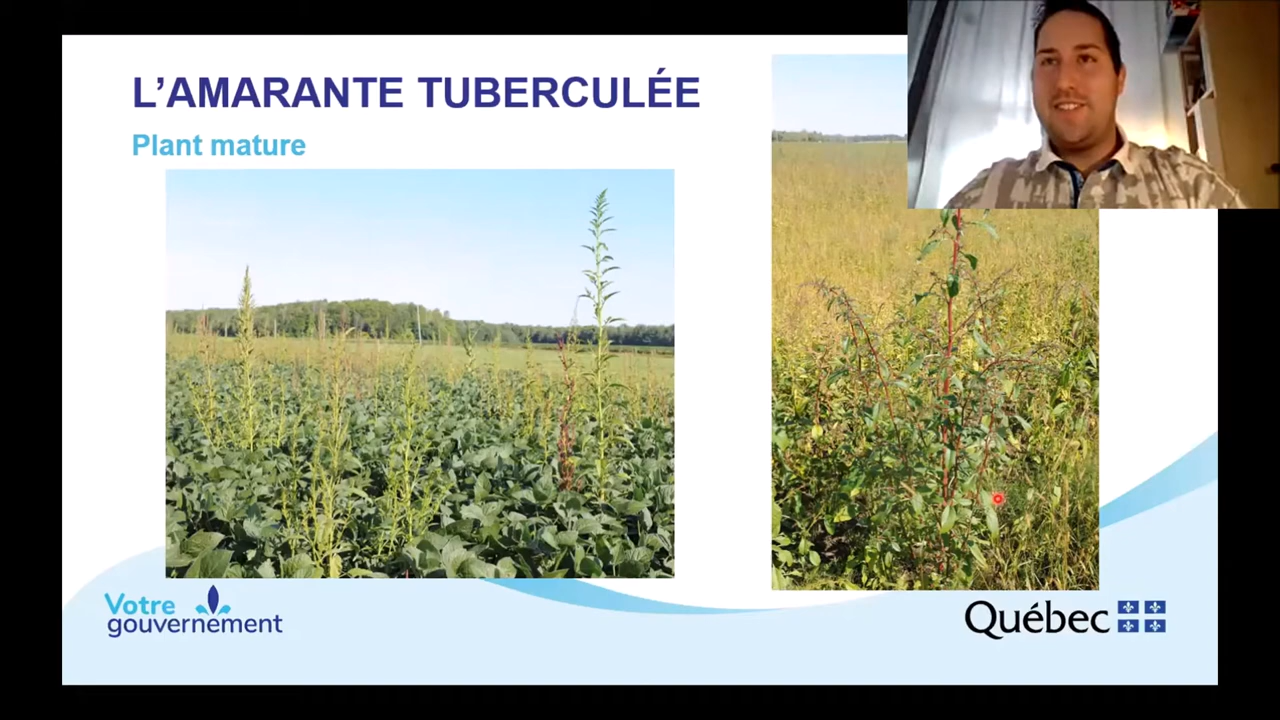 L'AMARANTE TUBERCULÉE
Plant mature
Votre
gouvernement
Québec